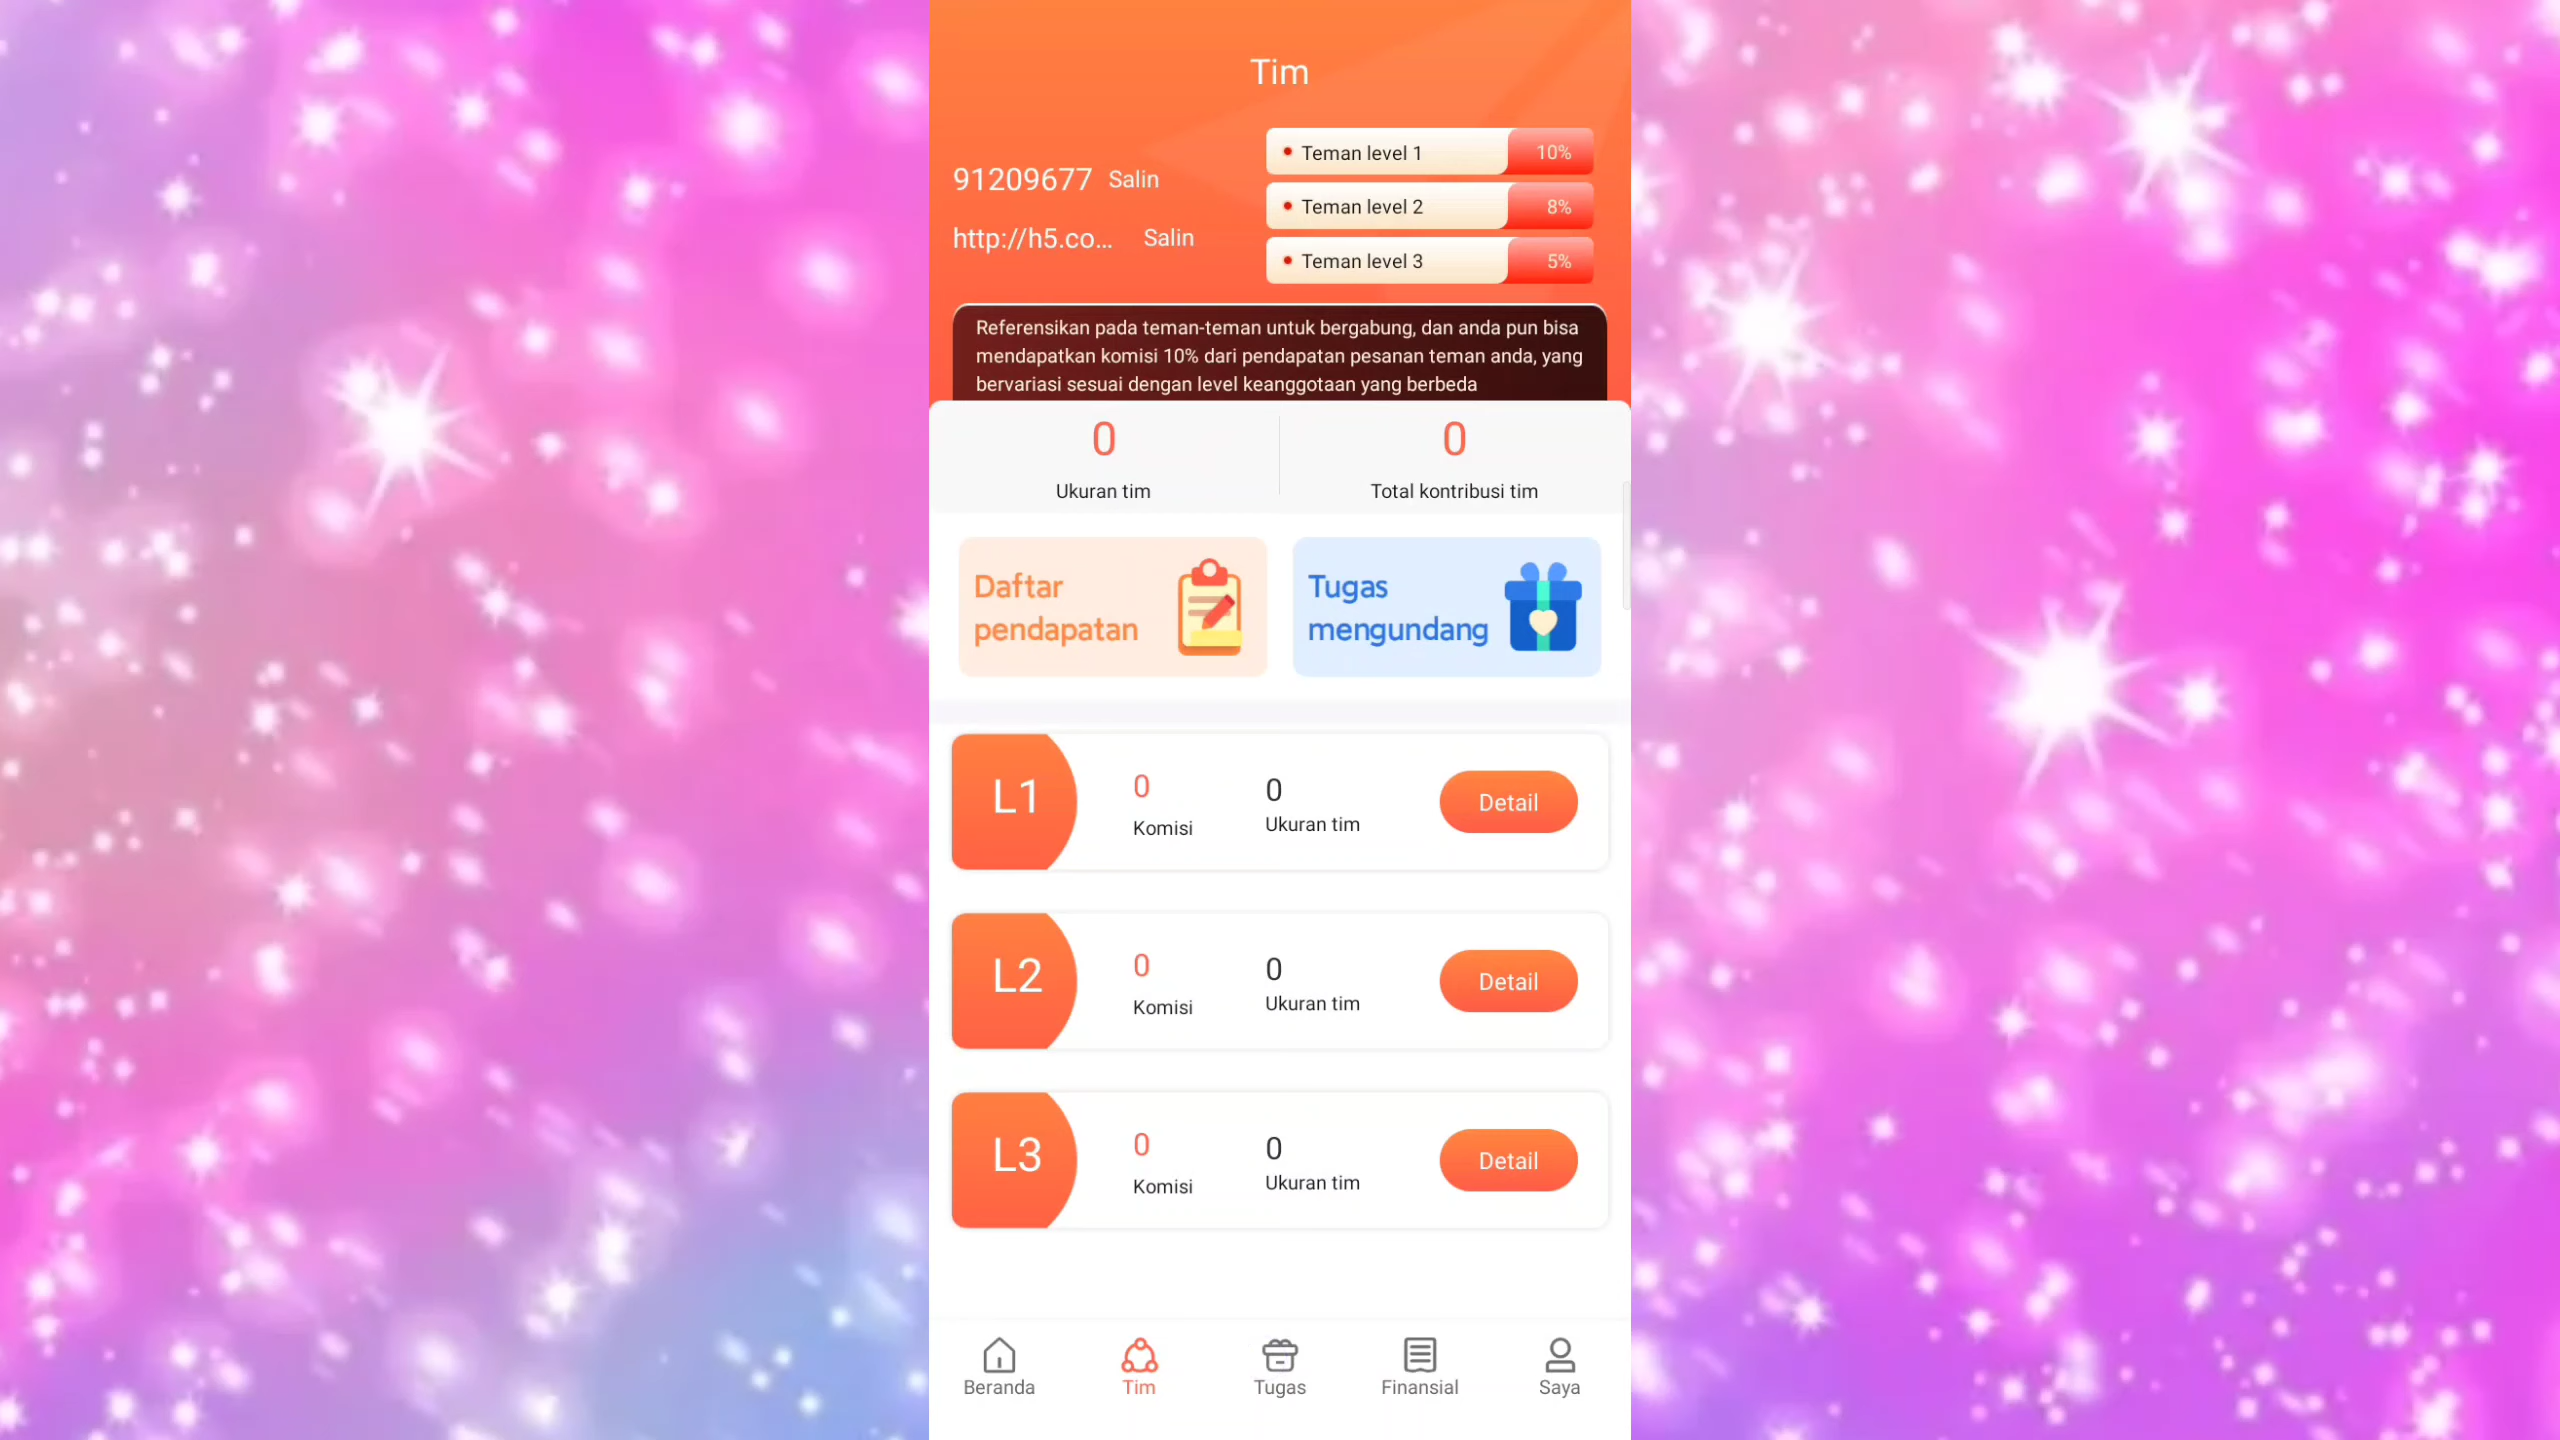 Tim
91209677 Salin
http://h5.co... Salin
Teman level 1 10%
Teman level 2 8%
Teman level 3 5%
Referensikan pada teman-teman untuk bergabung, dan anda pun bisa
mendapatkan komisi 10% dari pendapatan pesanan teman anda, yang
bervariasi sesuai dengan level keanggotaan yang berbeda
0 0
Ukuran tim Total kontribusi tim
Daftar
pendapatan
Tugas
mengundang
L1 0 0 Detail
Komisi Ukuran tim
L2 0 0 Detail
Komisi Ukuran tim
L3 0 0 Detail
Komisi Ukuran tim
Beranda Tim Tugas Finansial Saya